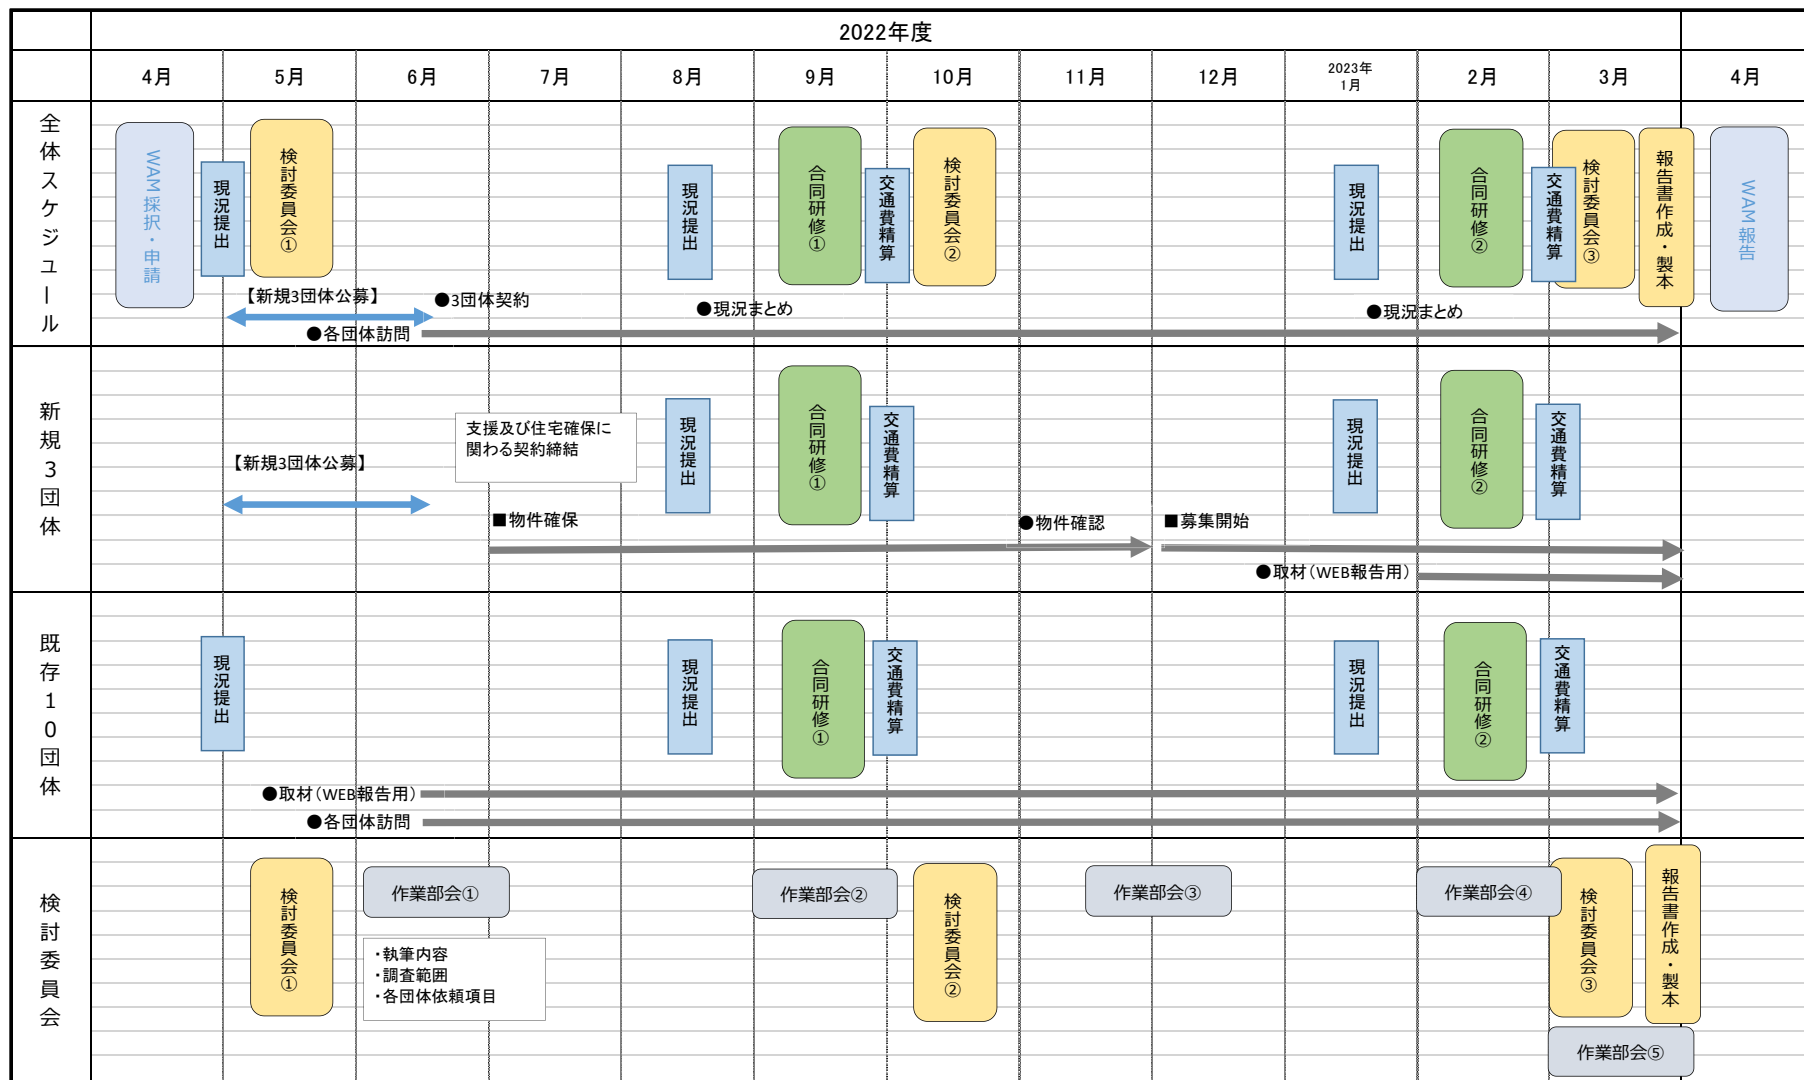 2022年度
4月 5月 6月 7月 8月 9月 10月 11月 12月 2023年 1月 2月 3月 4月
全体スケジュール
WAM採択・申請
現況提出
検討委員会①
現況提出
合同研修①
交通費精算
検討委員会②
現況提出
合同研修②
交通費精算
検討委員会③
報告書作成・製本
WAM報告
【新規3団体公募】
●3団体契約
●現況まとめ
●現況まとめ
●各団体訪問
新規3団体
【新規3団体公募】
支援及び住宅確保に
関わる契約締結
現況提出
合同研修①
交通費精算
現況提出
合同研修②
交通費精算
■物件確保
●物件確認
■募集開始
●取材（WEB報告用）
既存10団体
現況提出
現況提出
合同研修①
交通費精算
現況提出
合同研修②
交通費精算
●取材（WEB報告用）
●各団体訪問
検討委員会
検討委員会①
作業部会①
・執筆内容
・調査範囲
・各団体依頼項目
作業部会②
検討委員会②
作業部会③
作業部会④
検討委員会③
報告書作成・製本
作業部会⑤